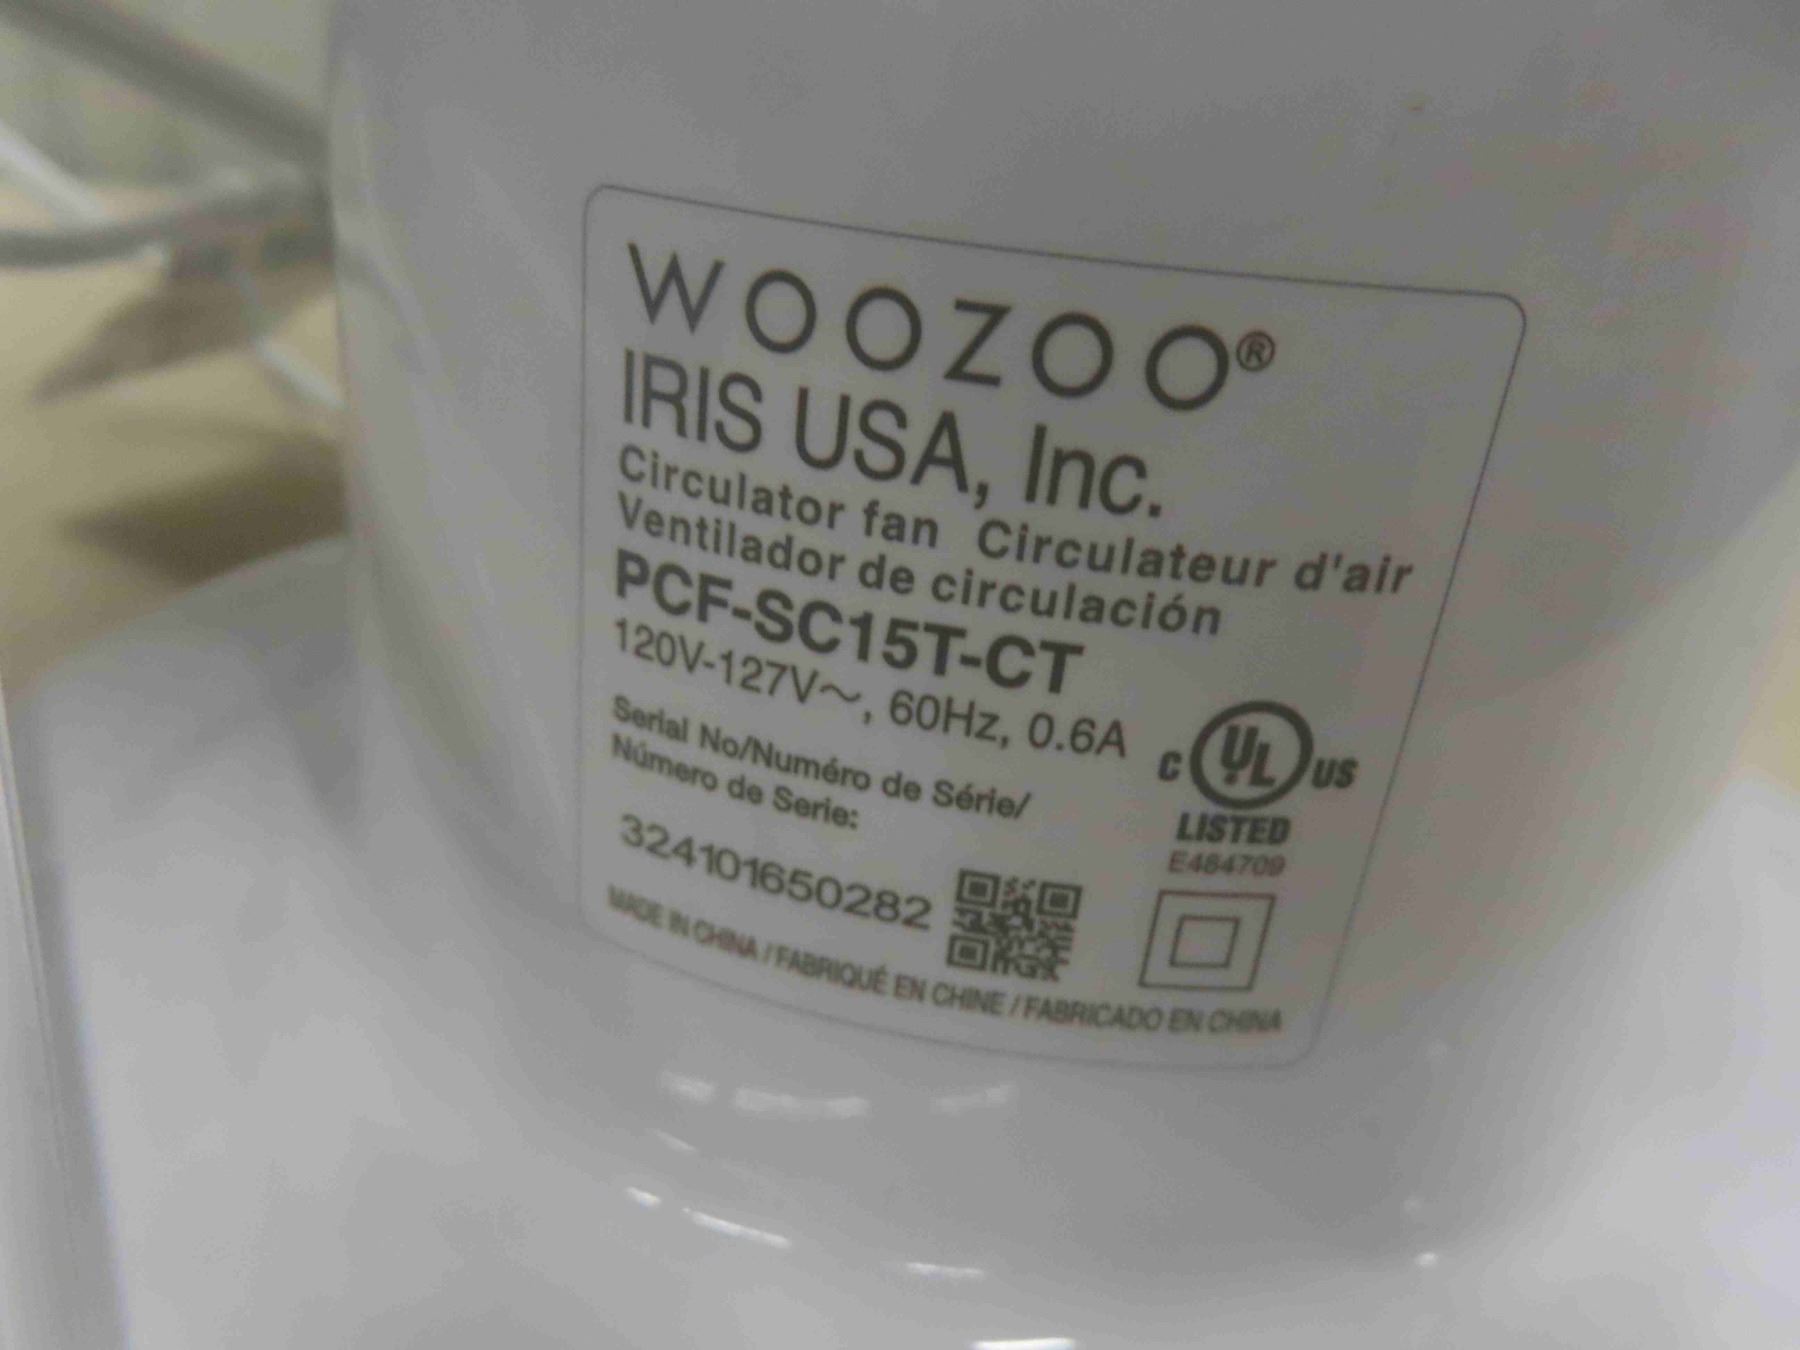 WOOZOO®
IRIS USA, Inc.
Circulator fan Circulateur d'air
Ventilador de circulación
PCF-SC15T-CT
120V-127V～, 60Hz, 0.6A
Serial No/Numéro de Série/
Número de Serie:
324101650282
C UL US
LISTED
E484709
MADE IN CHINA / FABRIQUÉ EN CHINE / FABRICADO EN CHINA